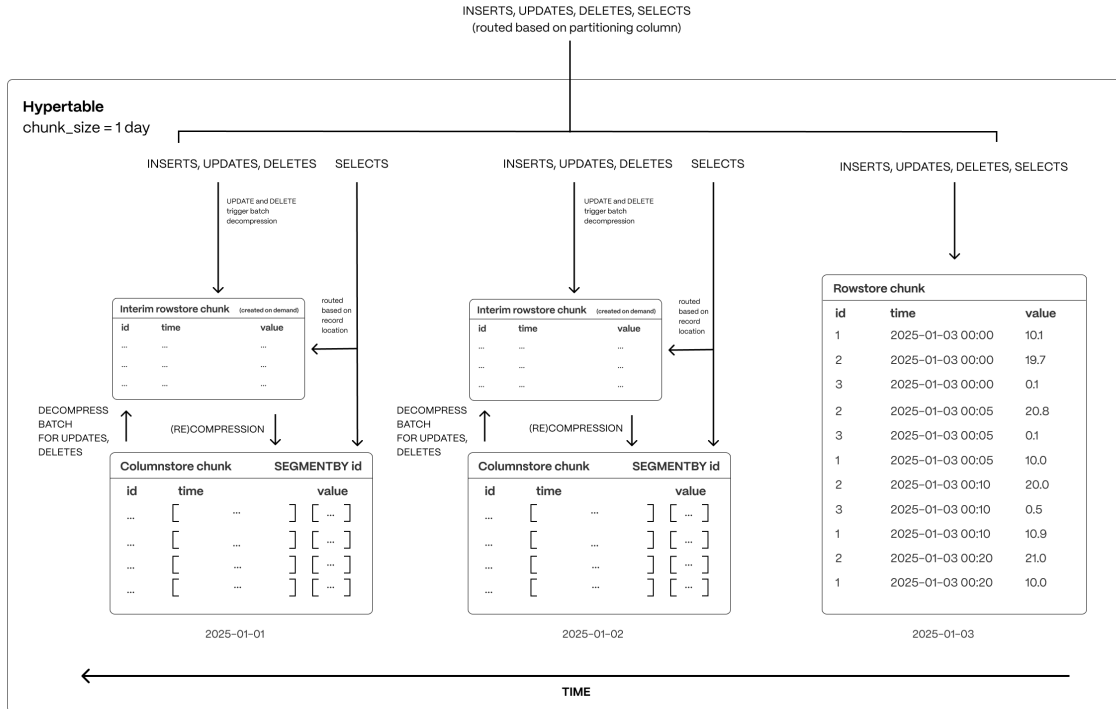 INSERTS, UPDATES, DELETES, SELECTS
(routed based on partitioning column)
Hypertable
chunk_size = 1 day
INSERTS, UPDATES, DELETES SELECTS
UPDATE and DELETE
trigger batch
decompression
routed
based on
record
location
Interim rowstore chunk (created on demand)
id time value
... ... ...
... ... ...
... ... ...
DECOMPRESS
BATCH
FOR UPDATES,
DELETES
(RE)COMPRESSION
Columnstore chunk SEGMENTBY id
id time value
... [ ... ] [ ... ]
... [ ... ] [ ... ]
... [ ... ] [ ... ]
... [ ... ] [ ... ]
2025-01-01
INSERTS, UPDATES, DELETES SELECTS
UPDATE and DELETE
trigger batch
decompression
routed
based on
record
location
Interim rowstore chunk (created on demand)
id time value
... ... ...
... ... ...
... ... ...
DECOMPRESS
BATCH
FOR UPDATES,
DELETES
(RE)COMPRESSION
Columnstore chunk SEGMENTBY id
id time value
... [ ... ] [ ... ]
... [ ... ] [ ... ]
... [ ... ] [ ... ]
... [ ... ] [ ... ]
2025-01-02
INSERTS, UPDATES, DELETES, SELECTS
Rowstore chunk
id time value
1 2025-01-03 00:00 10.1
2 2025-01-03 00:00 19.7
3 2025-01-03 00:00 0.1
2 2025-01-03 00:05 20.8
3 2025-01-03 00:05 0.1
1 2025-01-03 00:05 10.0
2 2025-01-03 00:10 20.0
3 2025-01-03 00:10 0.5
1 2025-01-03 00:10 10.9
2 2025-01-03 00:20 21.0
1 2025-01-03 00:20 10.0
2025-01-03
TIME